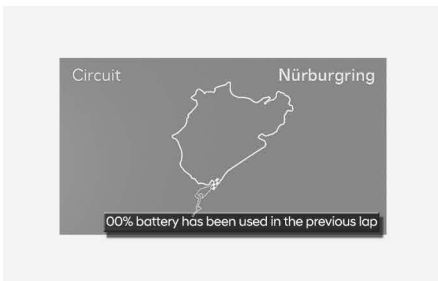 Circuit
Nürburgring
00% battery has been used in the previous lap